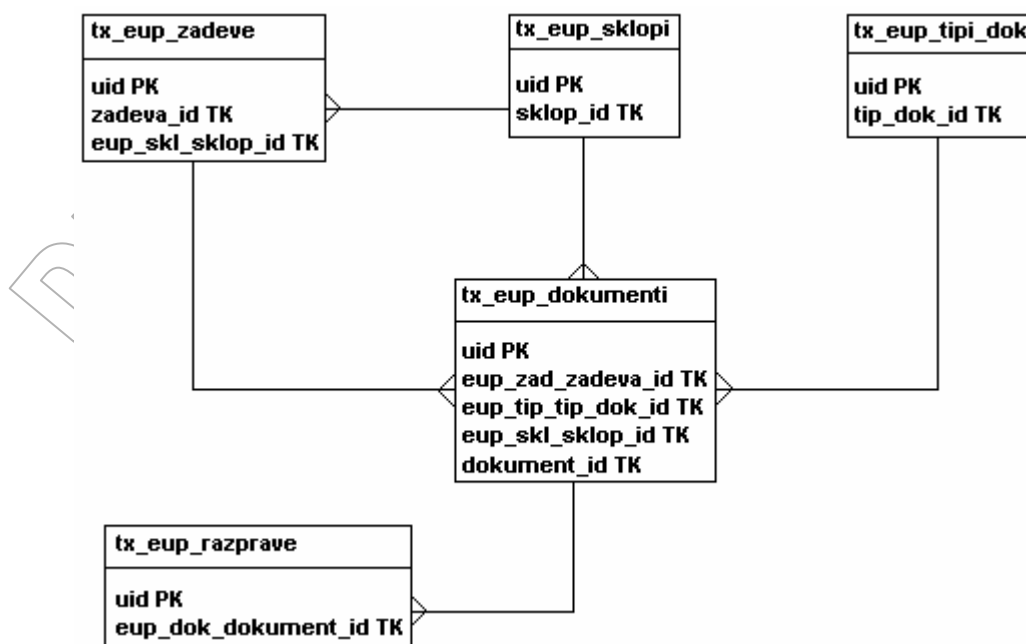 tx_eup_zadeve
uid PK
zadeva_id TK
eup_skl_sklop_id TK
tx_eup_sklopi
uid PK
sklop_id TK
tx_eup_tipi_dok
uid PK
tip_dok_id TK
tx_eup_dokumenti
uid PK
eup_zad_zadeva_id TK
eup_tip_tip_dok_id TK
eup_skl_sklop_id TK
dokument_id TK
tx_eup_razprave
uid PK
eup_dok_dokument_id TK